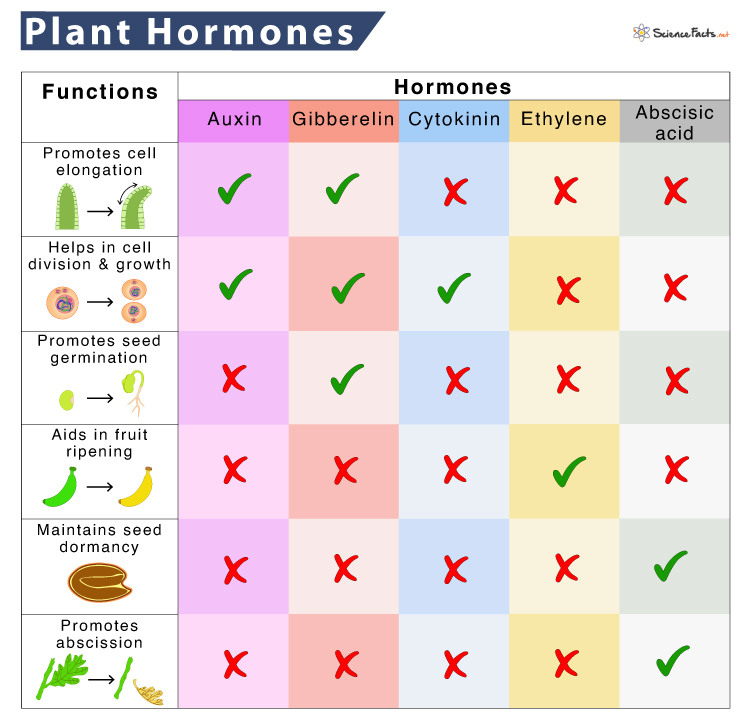 Plant Hormones
ScienceFacts.net
Functions
Hormones
Auxin
Gibberelin
Cytokinin
Ethylene
Abscisic
acid
Promotes cell
elongation
Helps in cell
division & growth
Promotes seed
germination
Aids in fruit
ripening
Maintains seed
dormancy
Promotes
abscission